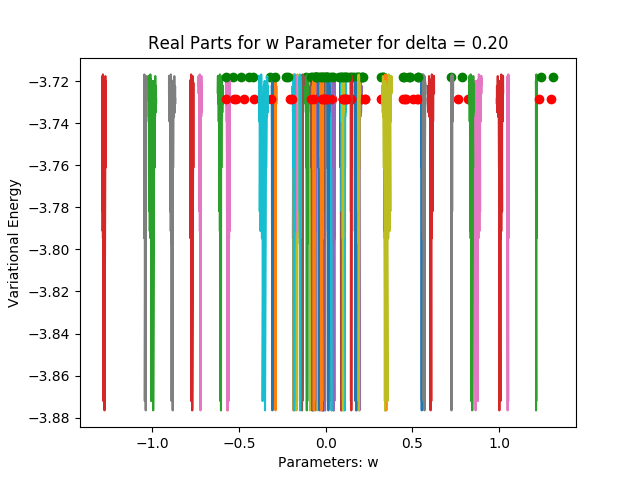 Real Parts for w Parameter for delta = 0.20
Variational Energy
−3.72
−3.74
−3.76
−3.78
−3.80
−3.82
−3.84
−3.86
−3.88
−1.0 −0.5 0.0 0.5 1.0
Parameters: w